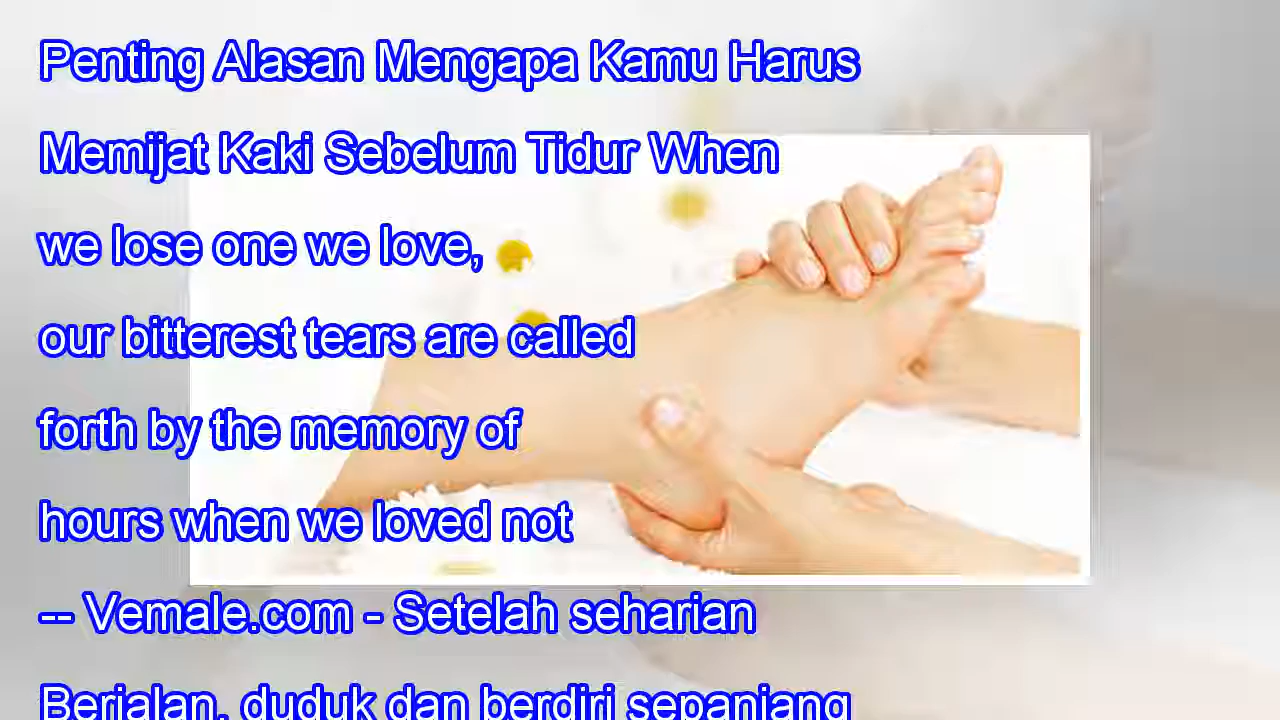 Penting Alasan Mengapa Kamu Harus
Memijat Kaki Sebelum Tidur When
we lose one we love,
our bitterest tears are called
forth by the memory of
hours when we loved not
-- Vemale.com - Setelah seharian
Berjalan, duduk dan berdiri sepanjang